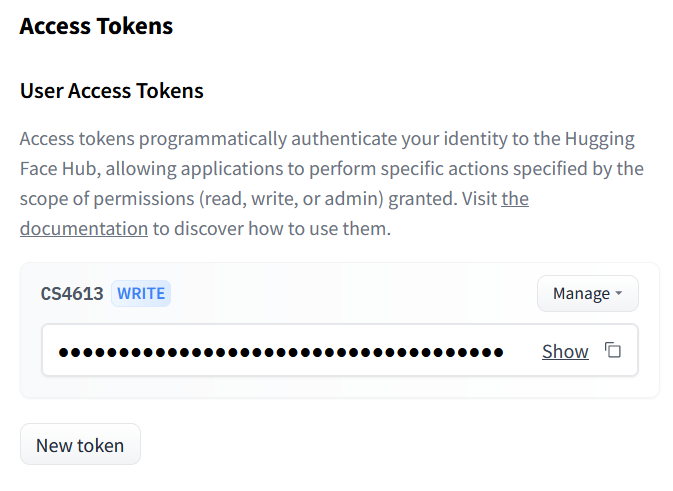 Access Tokens
User Access Tokens
Access tokens programmatically authenticate your identity to the Hugging
Face Hub, allowing applications to perform specific actions specified by the
scope of permissions (read, write, or admin) granted. Visit the
documentation to discover how to use them.
CS4613 WRITE Manage
••••••••••••••••••••••••••••••••••••• Show
New token